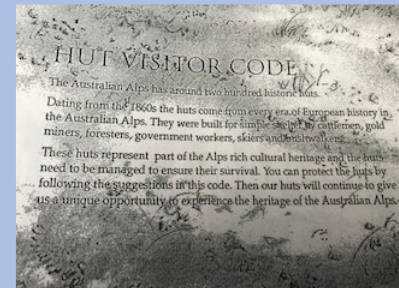 HUT VISITOR CODE
The Australian Alps has around two hundred historic huts.
Dating from the 1860s the huts come from every era of European history in
the Australian Alps. They were built for simple shelter by cattlemen, gold
miners, foresters, government workers, skiers and bushwalkers.
These huts represent part of the Alps rich cultural heritage and the huts
need to be managed to ensure their survival. You can protect the huts by
following the suggestions in this code. Then our huts will continue to give
us a unique opportunity to experience the heritage of the Australian Alps.